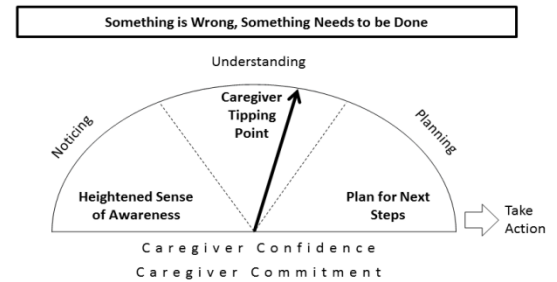 Something is Wrong, Something Needs to be Done
Understanding
Noticing
Planning
Caregiver
Tipping
Point
Heightened Sense
of Awareness
Plan for Next
Steps
Take
Action
Caregiver Confidence
Caregiver Commitment